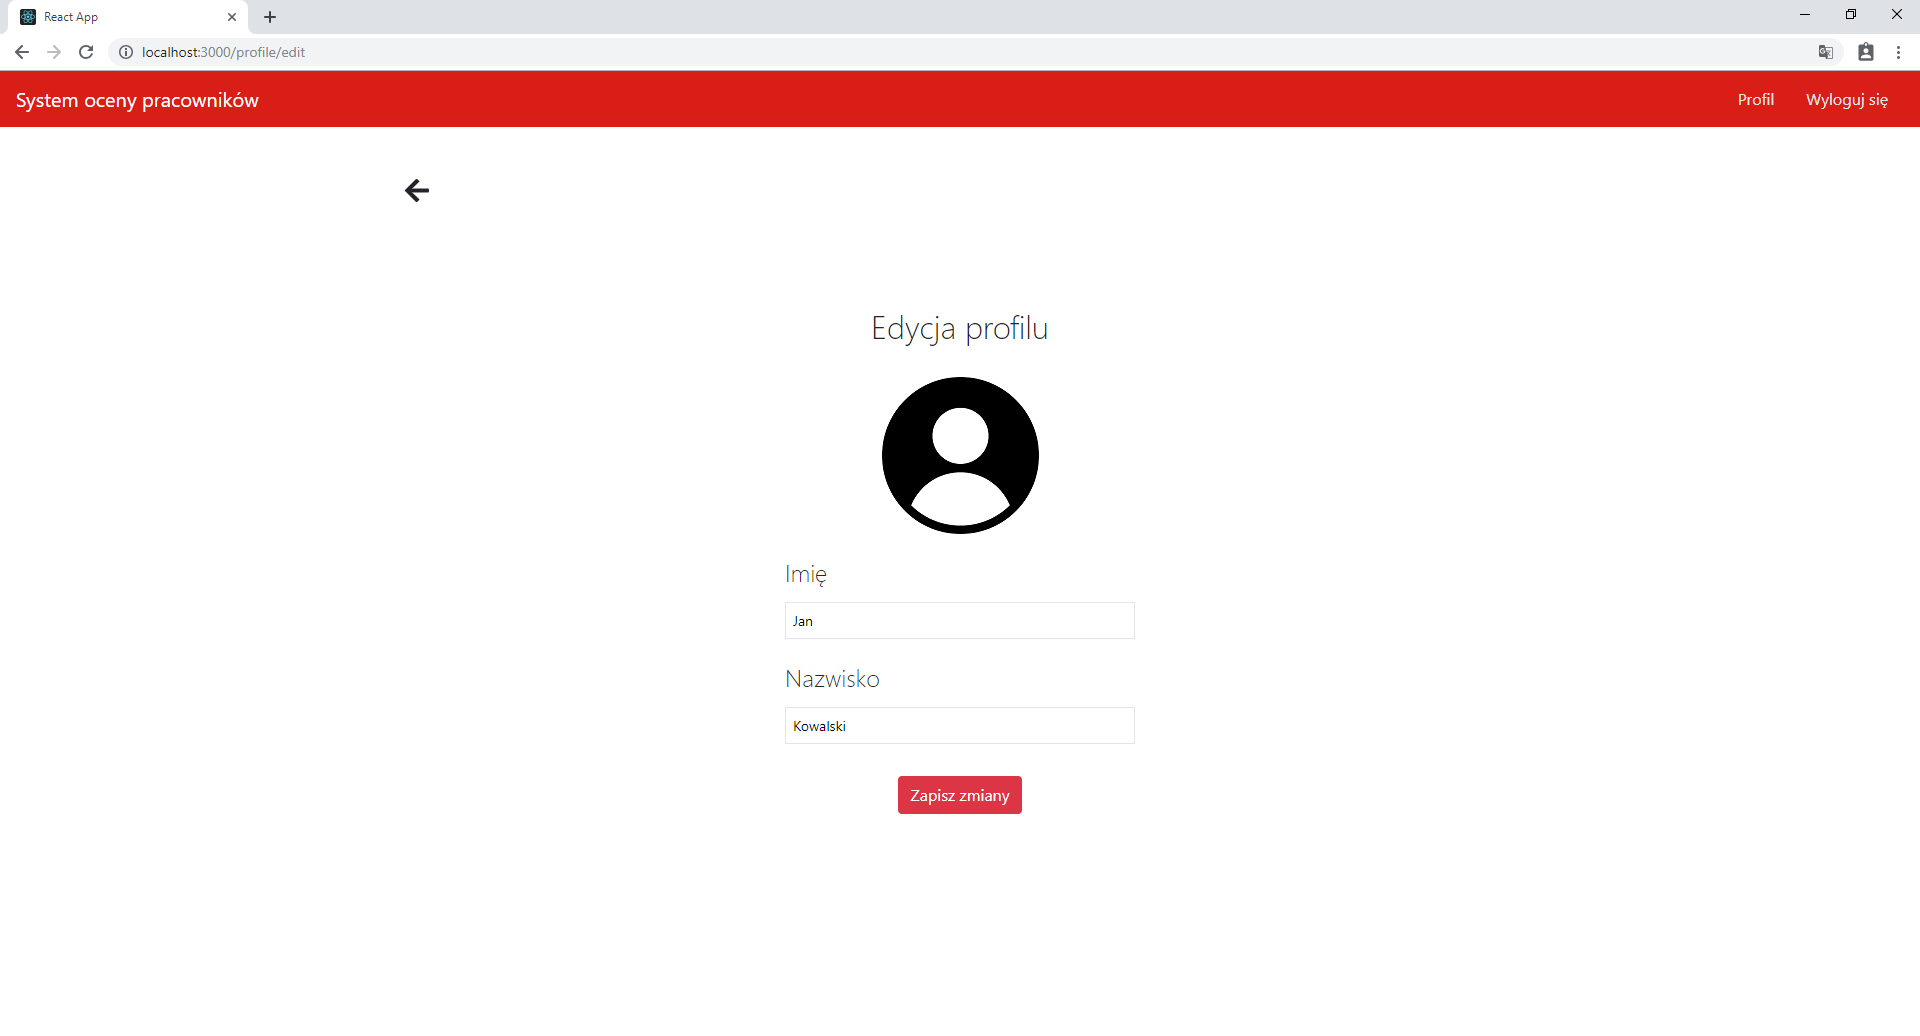 React App
localhost:3000/profile/edit
System oceny pracowników
Profil
Wyloguj się
Edycja profilu
Imię
Jan
Nazwisko
Kowalski
Zapisz zmiany